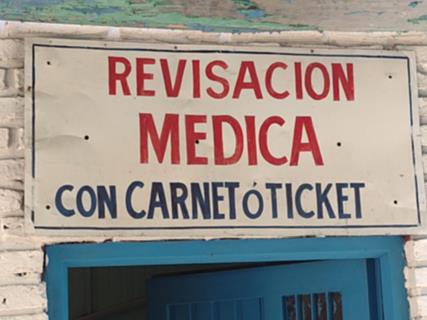 REVISACION
MEDICA
CON CARNET ó TICKET